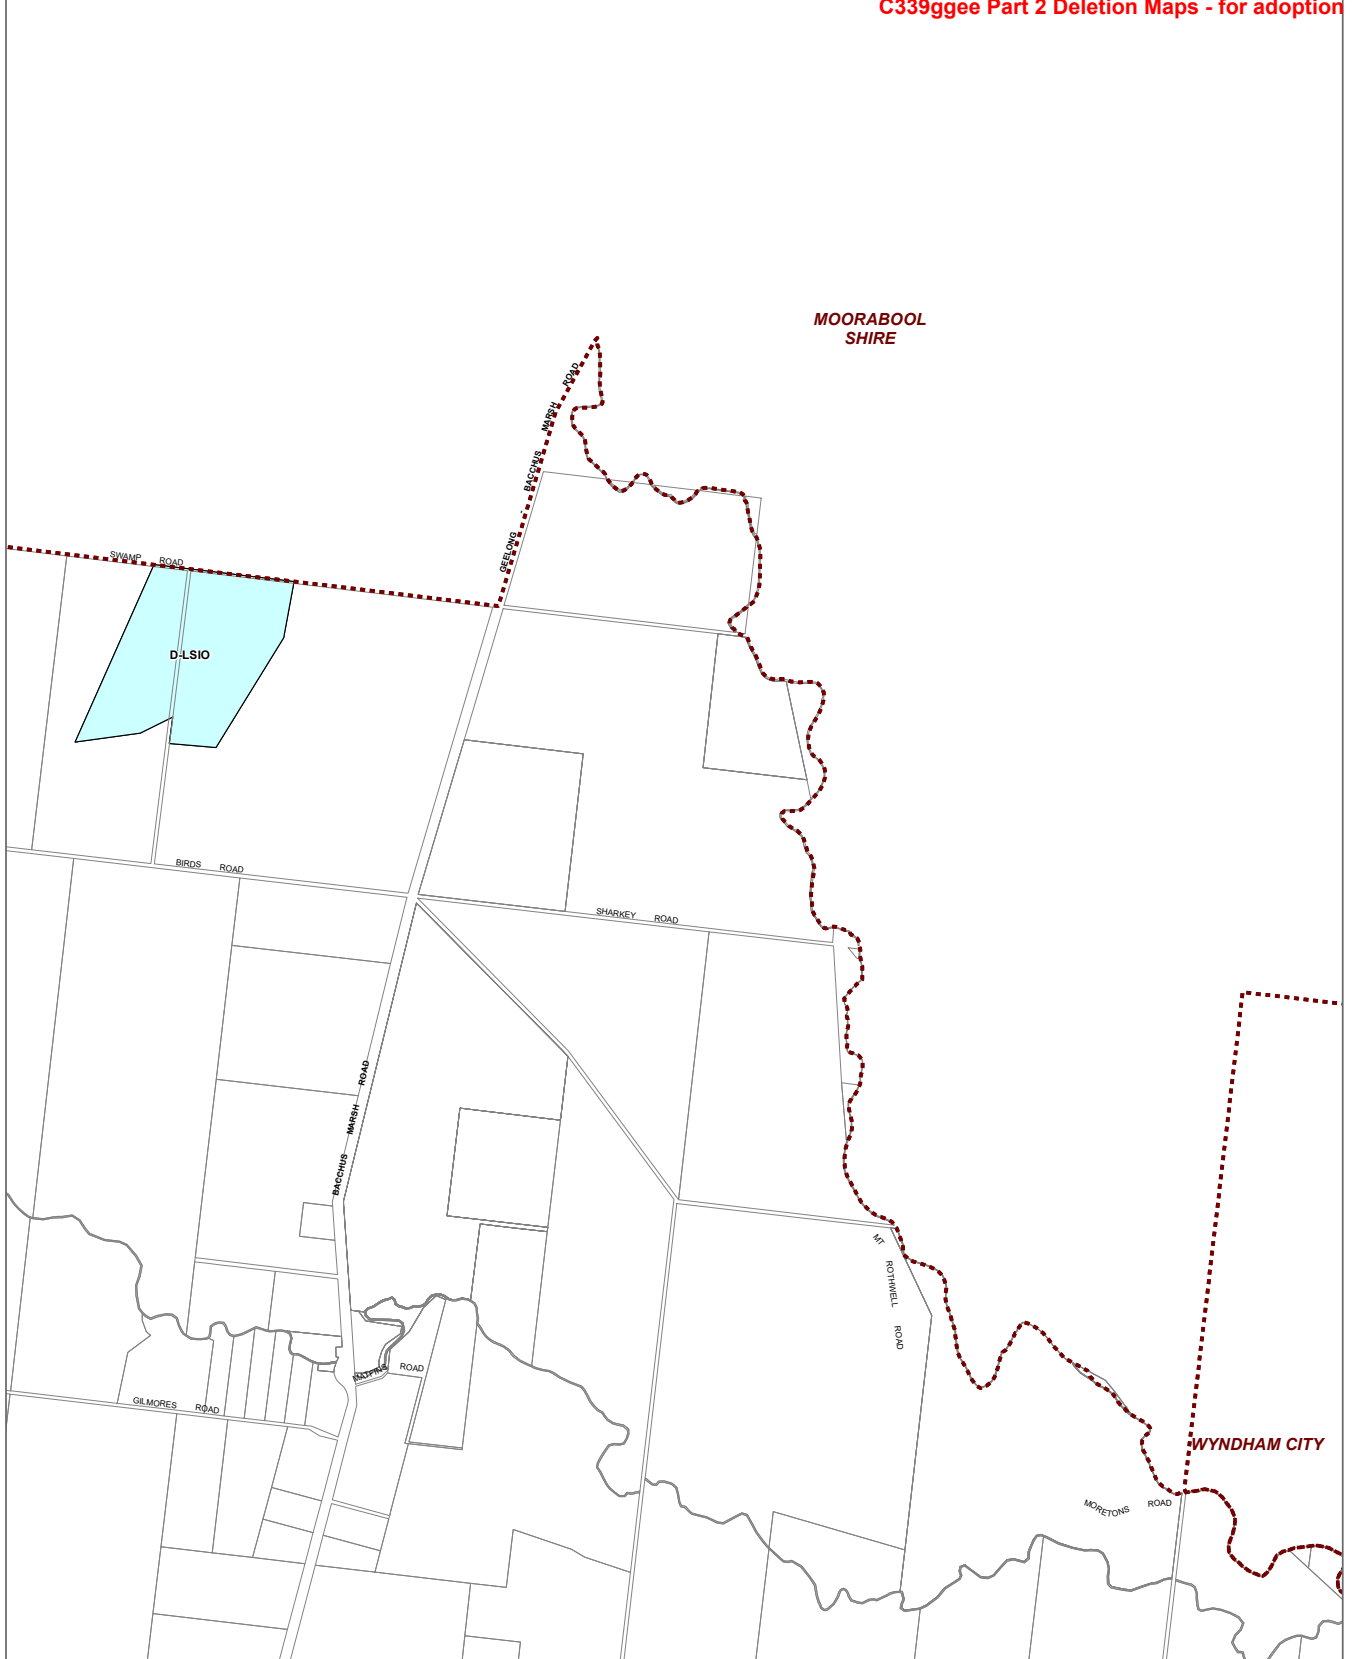 C339ggee Part 2 Deletion Maps - for adoption
MOORABOOL
SHIRE
GEELONG - BACCHUS MARSH ROAD
SWAMP ROAD
D-LSIO
BIRDS ROAD
SHARKEY ROAD
BACCHUS MARSH ROAD
MT ROTHWELL ROAD
MALPINS ROAD
GILMORES ROAD
WYNDHAM CITY
MORETONS ROAD